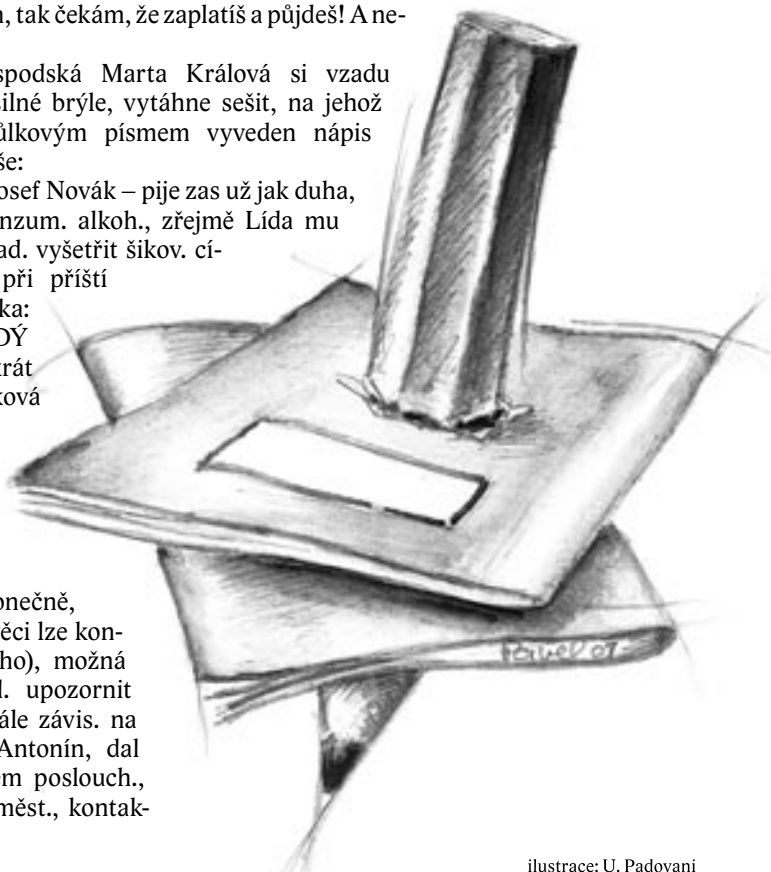 , tak čekám, že zaplatíš a půjdeš! A ne-
spodská Marta Králová si vzadu
silné brýle, vytáhne sešit, na jehož
ůlkovým písmem vyveden nápis
še:
osef Novák – pije zas už jak duha,
nzum. alkoh., zřejmě Lída mu
ad. vyšetřit šikov. cí-
při příští
ka:
DÝ
krát
ková
onečně,
ěci lze kon-
ho), možná
l. upozornit
ále závis. na
Antonín, dal
em poslouch.,
měst., kontak-
ilustrace: U. Padovani